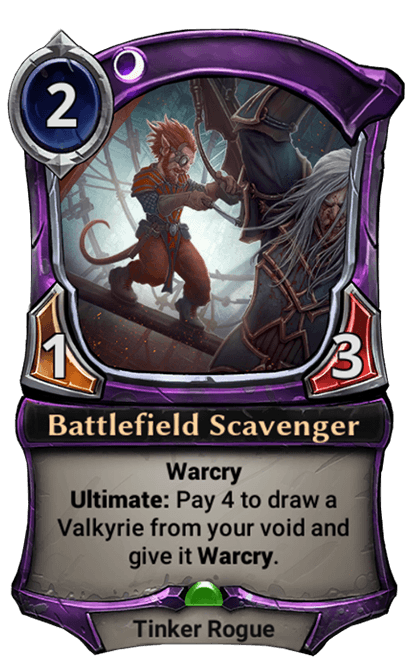 2
1
3
Battlefield Scavenger
Warcry
Ultimate: Pay 4 to draw a
Valkyrie from your void and
give it Warcry.
Tinker Rogue